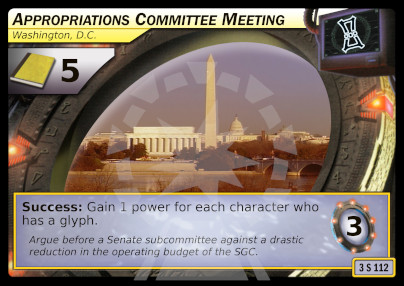 APPROPRIATIONS COMMITTEE MEETING
Washington, D.C.
5
Success: Gain 1 power for each character who
has a glyph.
3
Argue before a Senate subcommittee against a drastic
reduction in the operating budget of the SGC.
3 S 112